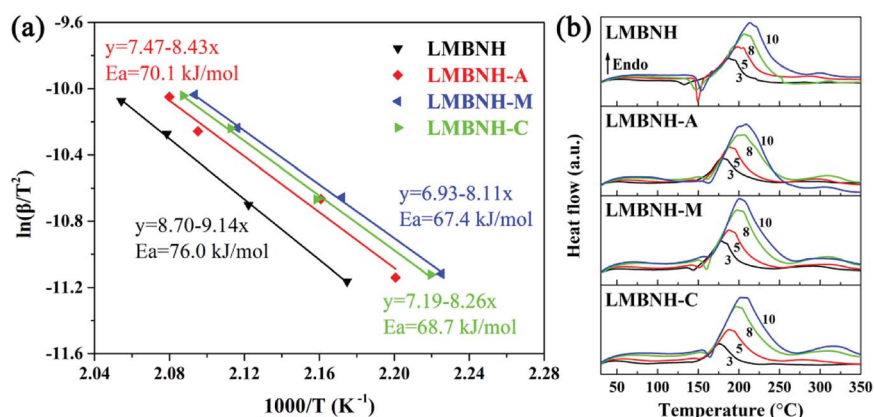 (a)
ln(β/T²)
-9.6
-10.0
-10.4
-10.8
-11.2
-11.6
2.04
2.08
2.12
2.16
2.20
2.24
2.28
1000/T (K⁻¹)
y=7.47-8.43x
Ea=70.1 kJ/mol
LMBNH
LMBNH-A
LMBNH-M
LMBNH-C
6.93-8.11x
Ea=67.4 kJ/mol
y=8.70-9.14x
Ea=76.0 kJ/mol
y=7.19-8.26x
Ea=68.7 kJ/mol
(b)
Heat flow (a.u.)
LMBNH
Endo
10
8
5
3
LMBNH-A
10
8
5
3
LMBNH-M
10
8
5
3
LMBNH-C
10
8
5
3
50
100
150
200
250
300
350
Temperature (°C)